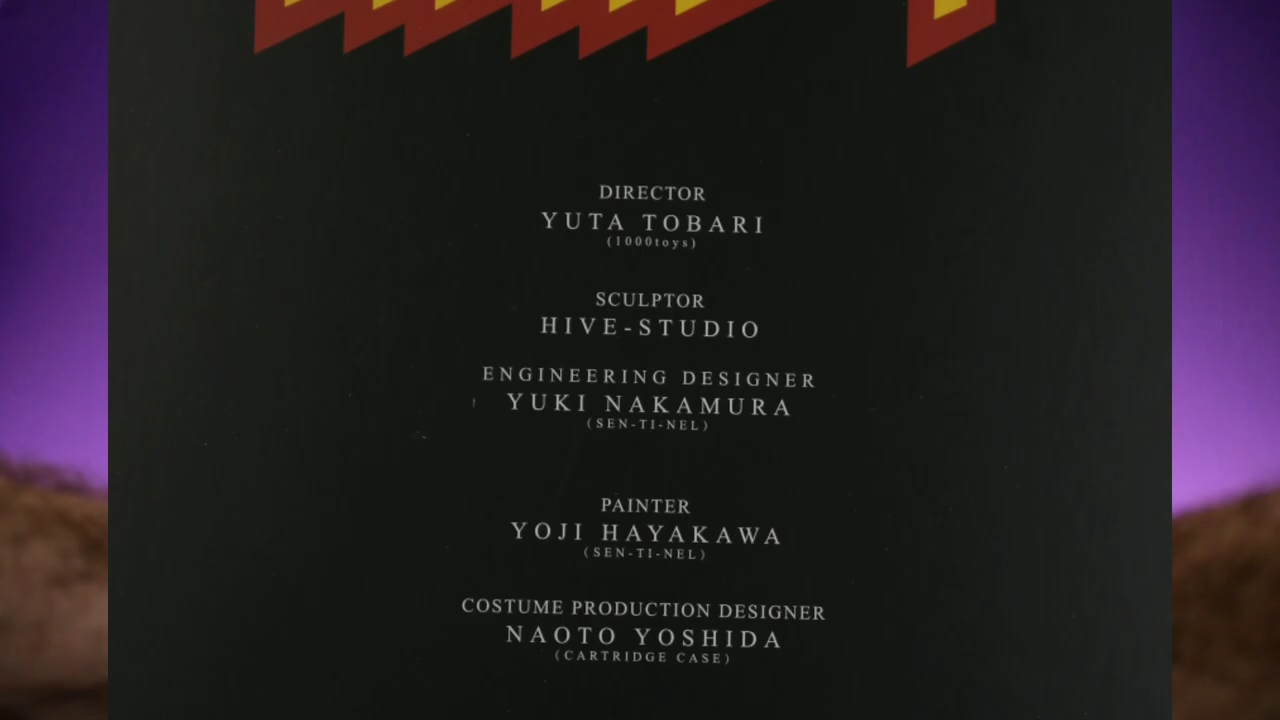 DIRECTOR
YUTA TOBARI
(1000toys)
SCULPTOR
HIVE-STUDIO
ENGINEERING DESIGNER
YUKI NAKAMURA
(SEN-TI-NEL)
PAINTER
YOJI HAYAKAWA
(SEN-TI-NEL)
COSTUME PRODUCTION DESIGNER
NAOTO YOSHIDA
(CARTRIDGE CASE)